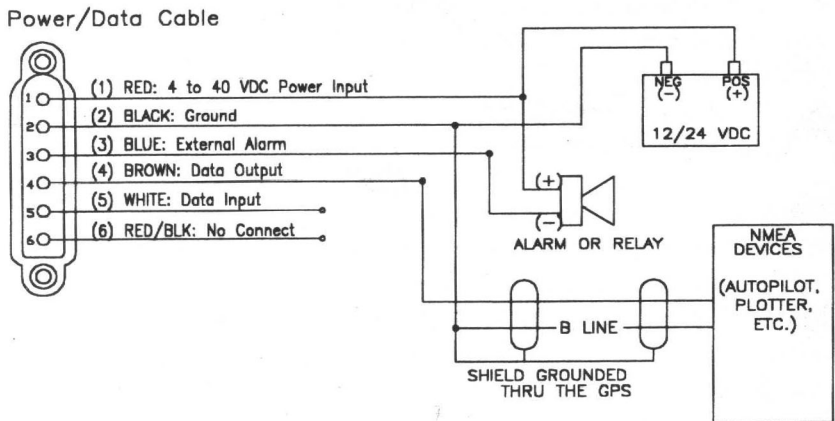 Power/Data Cable
1
(1) RED: 4 to 40 VDC Power Input
2
(2) BLACK: Ground
3
(3) BLUE: External Alarm
4
(4) BROWN: Data Output
5
(5) WHITE: Data Input
6
(6) RED/BLK: No Connect
NEG
(-)
POS
(+)
12/24 VDC
(+)
(-)
ALARM OR RELAY
NMEA
DEVICES
(AUTOPILOT,
PLOTTER,
ETC.)
B LINE
SHIELD GROUNDED
THRU THE GPS